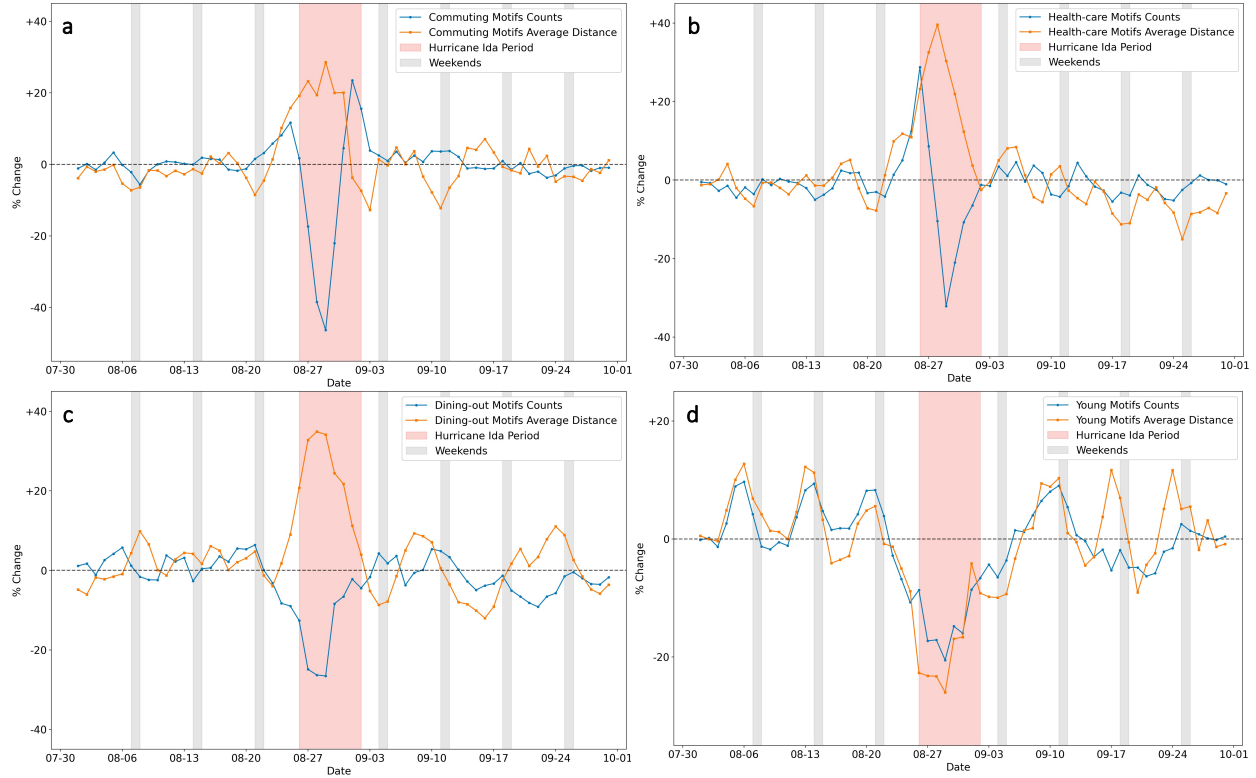 a
Commuting Motifs Counts
Commuting Motifs Average Distance
Hurricane Ida Period
Weekends
+40
+20
0
-20
-40
% Change
07-30 08-06 08-13 08-20 08-27 09-03 09-10 09-17 09-24 10-01
Date
b
Health-care Motifs Counts
Health-care Motifs Average Distance
Hurricane Ida Period
Weekends
+40
+20
0
-20
-40
% Change
07-30 08-06 08-13 08-20 08-27 09-03 09-10 09-17 09-24 10-01
Date
c
Dining-out Motifs Counts
Dining-out Motifs Average Distance
Hurricane Ida Period
Weekends
+40
+20
0
-20
-40
% Change
07-30 08-06 08-13 08-20 08-27 09-03 09-10 09-17 09-24 10-01
Date
d
Young Motifs Counts
Young Motifs Average Distance
Hurricane Ida Period
Weekends
+20
0
-20
% Change
07-30 08-06 08-13 08-20 08-27 09-03 09-10 09-17 09-24 10-01
Date